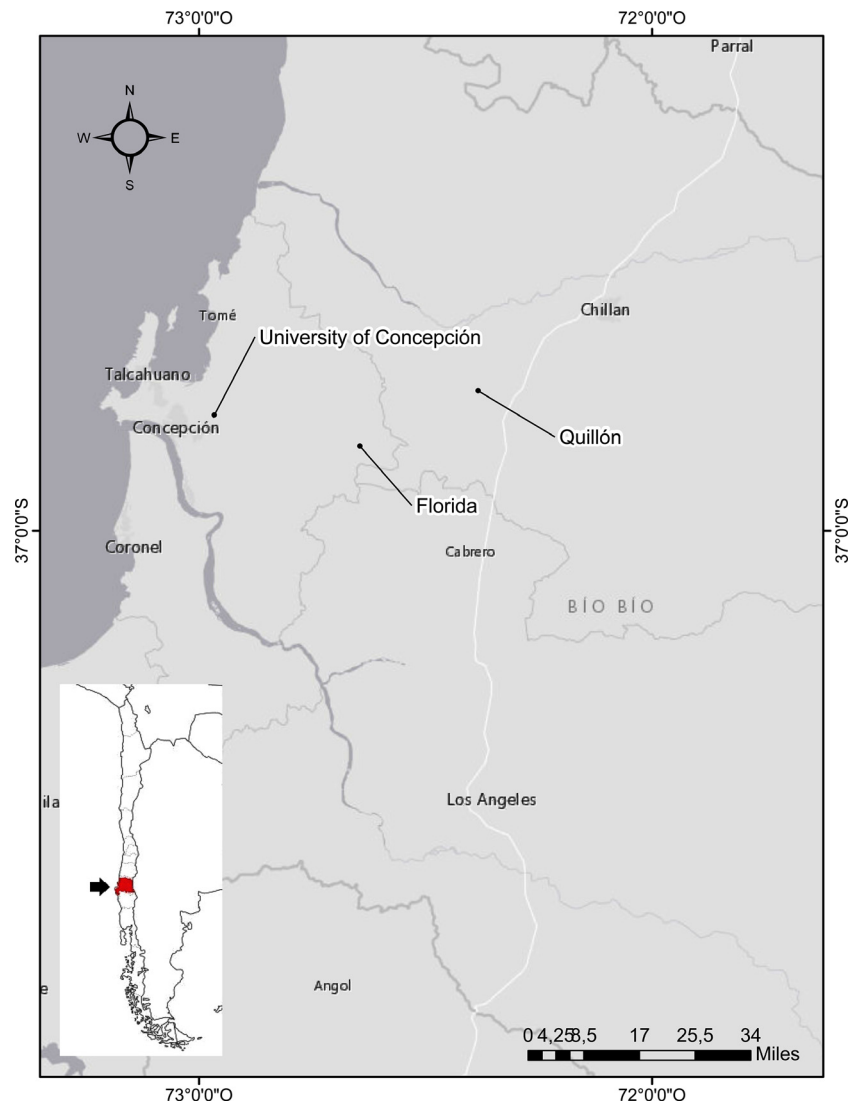 73°0'0"O 72°0'0"O
Parral
N
W E
S
Chillan
Tomé
University of Concepción
Talcahuano
Concepción
Quillón
Florida
37°0'0"S 37°0'0"S
Coronel
Cabrero
BÍO BÍO
ila
Los Angeles
e
Angol
0 4,25 8,5 17 25,5 34
Miles
73°0'0"O 72°0'0"O